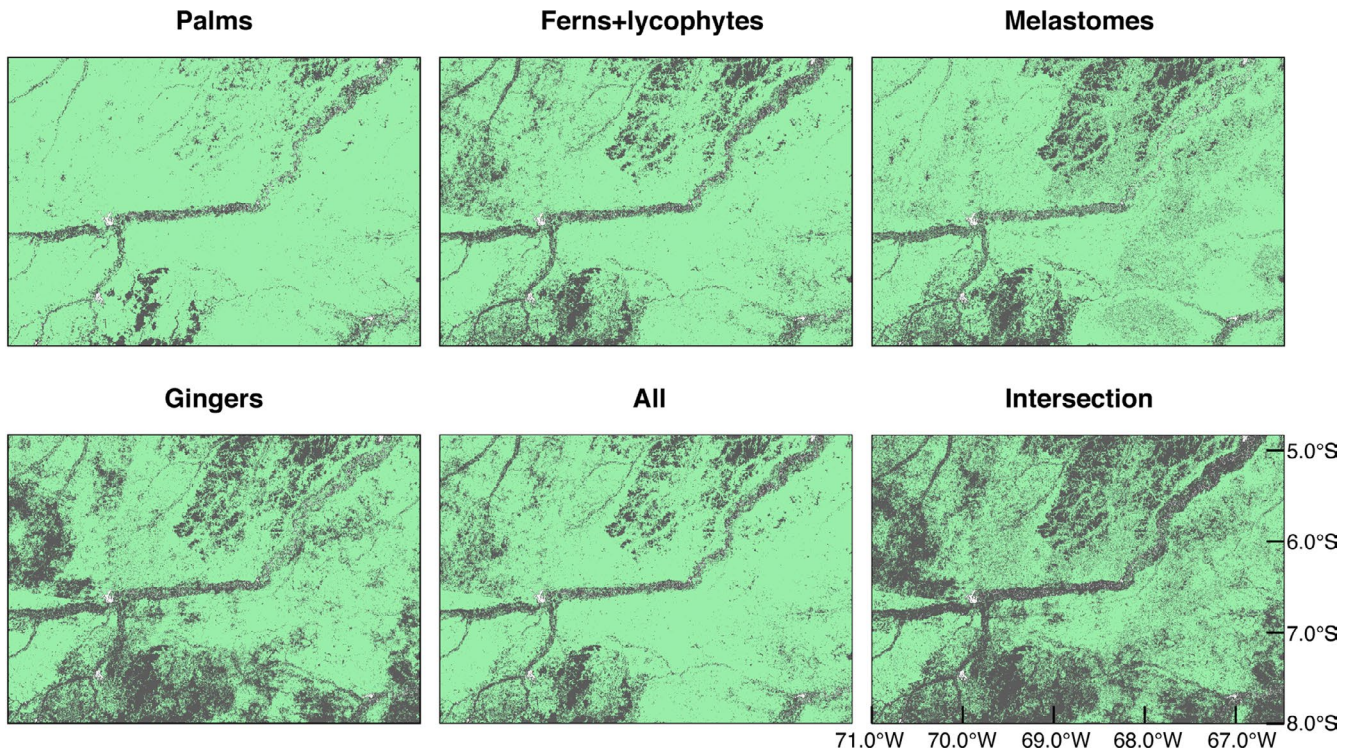 Palms Ferns+lycophytes Melastomes
Gingers All Intersection
5.0°S
6.0°S
7.0°S
8.0°S
71.0°W 70.0°W 69.0°W 68.0°W 67.0°W